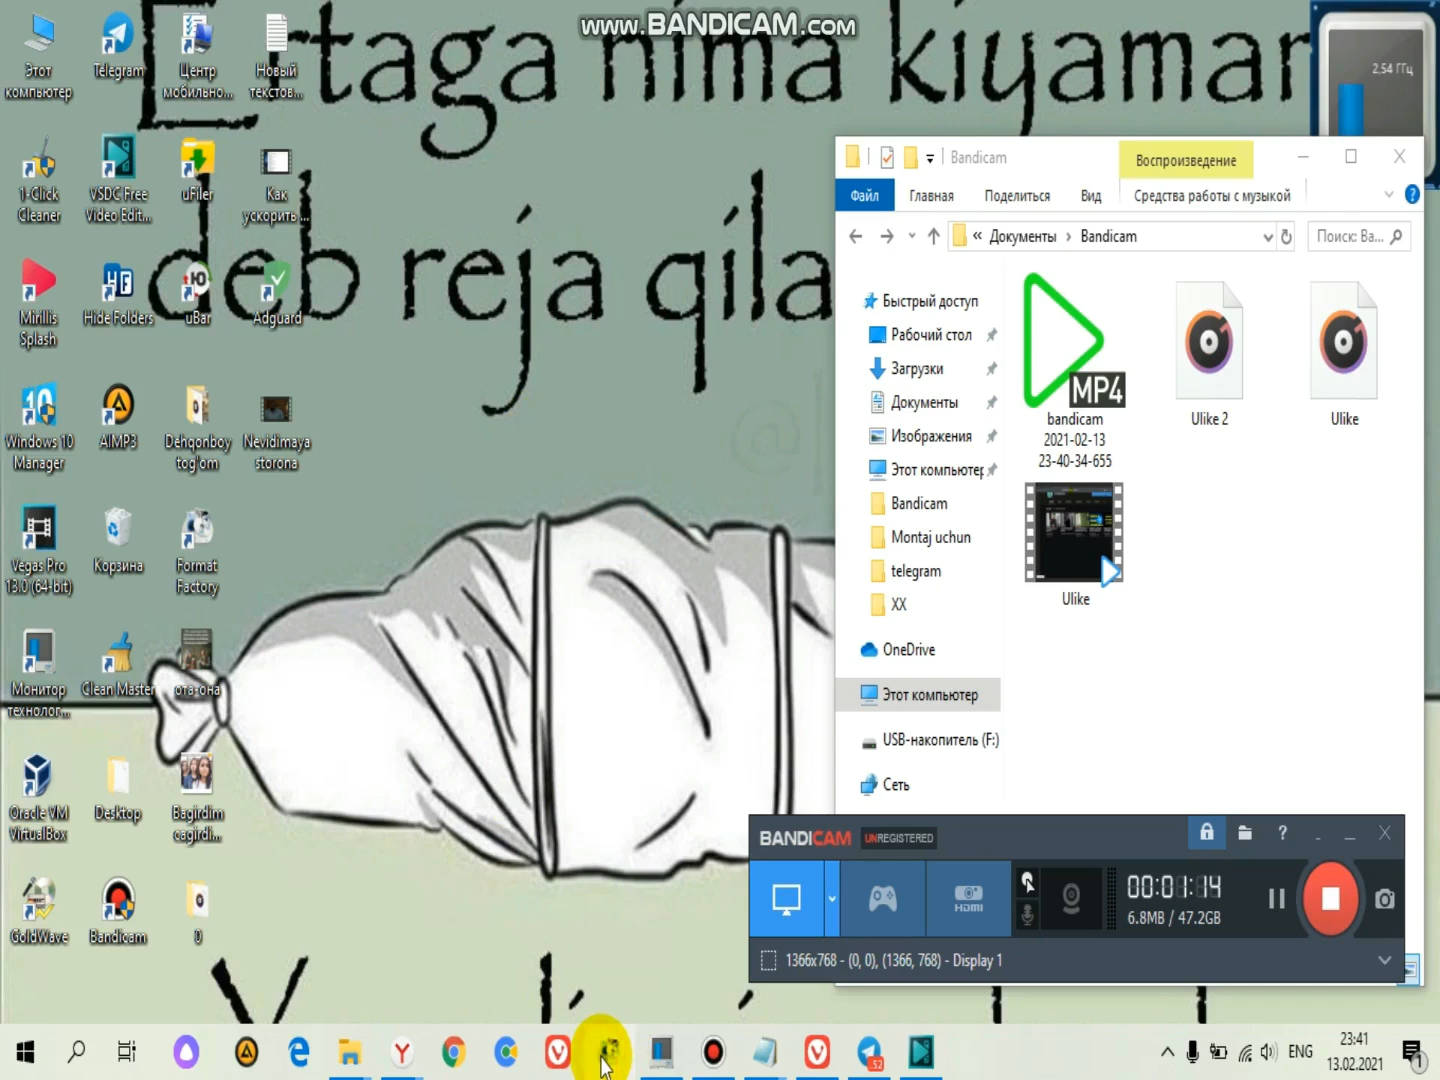 WWW.BANDICAM.COM
Ertaga nima kiyaman
deb reja qila
Этот
компьютер
Telegram
Центр
мобильно...
Новый
текстов...
1-Click
Cleaner
VSDC Free
Video Edit...
uFiler
Как
ускорить ...
Mirillis
Splash
Hide Folders
uBar
Adguard
Windows 10
Manager
AIMP3
Dehqonboy
tog'om
Nevidimaya
storona
Vegas Pro
13.0 (64-bit)
Корзина
Format
Factory
Монитор
технолог...
Clean Master
ота-она
Oracle VM
VirtualBox
Desktop
Bagirdim
cagirdi...
GoldWave
Bandicam
0
2,54 ГГц
Bandicam
Воспроизведение
Файл
Главная
Поделиться
Вид
Средства работы с музыкой
« Документы › Bandicam
Поиск: Ba...
Быстрый доступ
Рабочий стол
Загрузки
Документы
Изображения
Этот компьютер
Bandicam
Montaj uchun
telegram
XX
OneDrive
Этот компьютер
USB-накопитель (F:)
Сеть
MP4
bandicam
2021-02-13
23-40-34-655
Ulike 2
Ulike
Ulike
BANDICAM UNREGISTERED
HDMI
00:01:14
6.8MB / 47.2GB
1366x768 - (0, 0), (1366, 768) - Display 1
52
ENG
23:41
13.02.2021
1